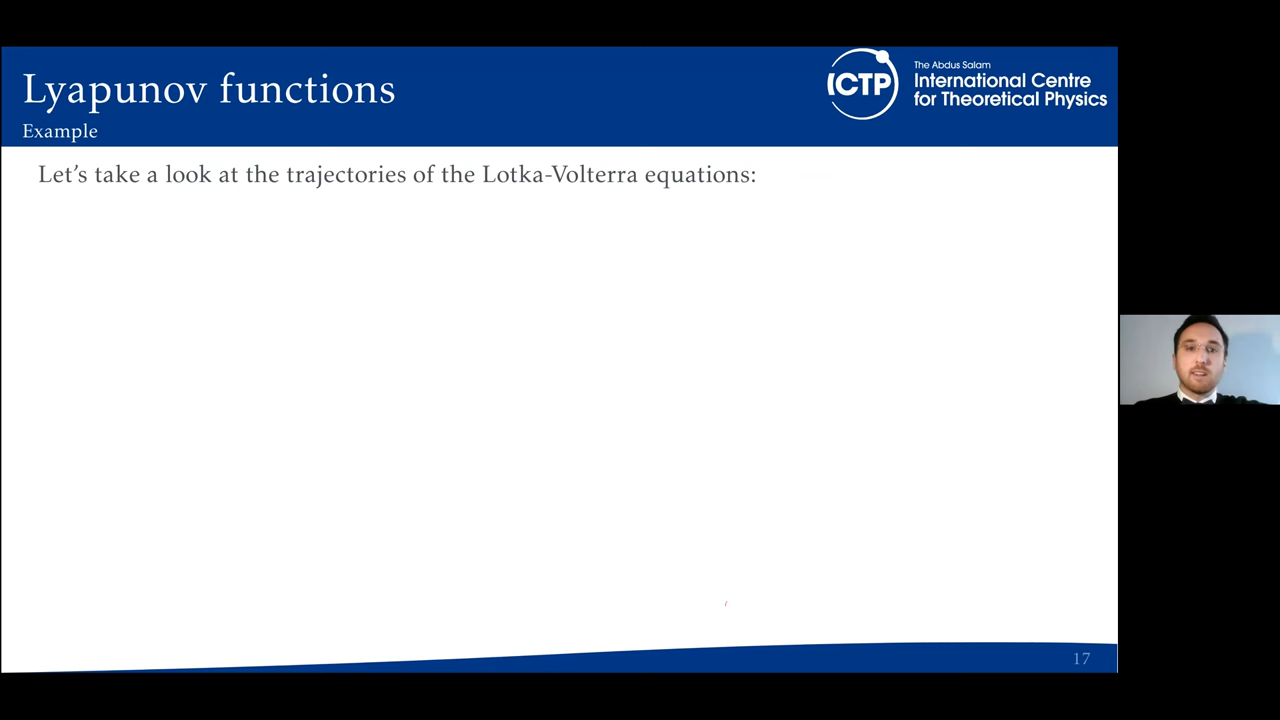 Lyapunov functions
Example
ICTP
The Abdus Salam
International Centre
for Theoretical Physics
Let’s take a look at the trajectories of the Lotka-Volterra equations:
17